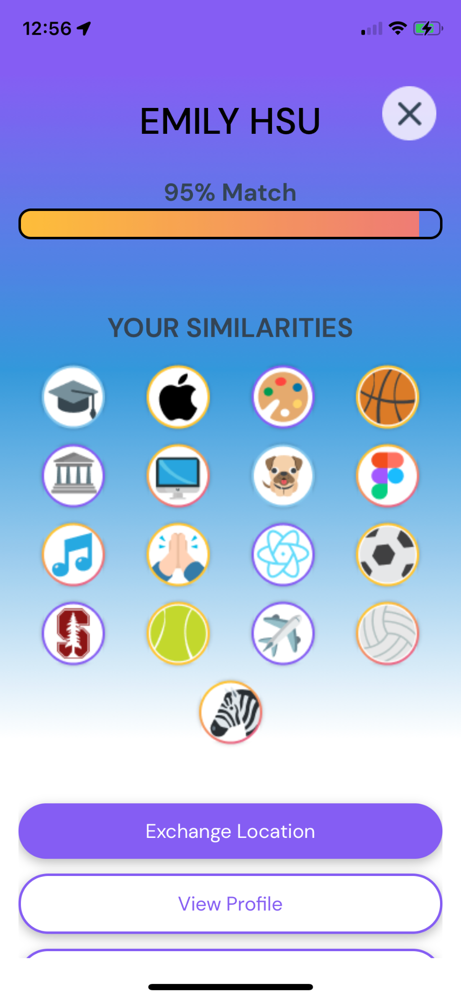 12:56
EMILY HSU
95% Match
YOUR SIMILARITIES
S
Exchange Location
View Profile